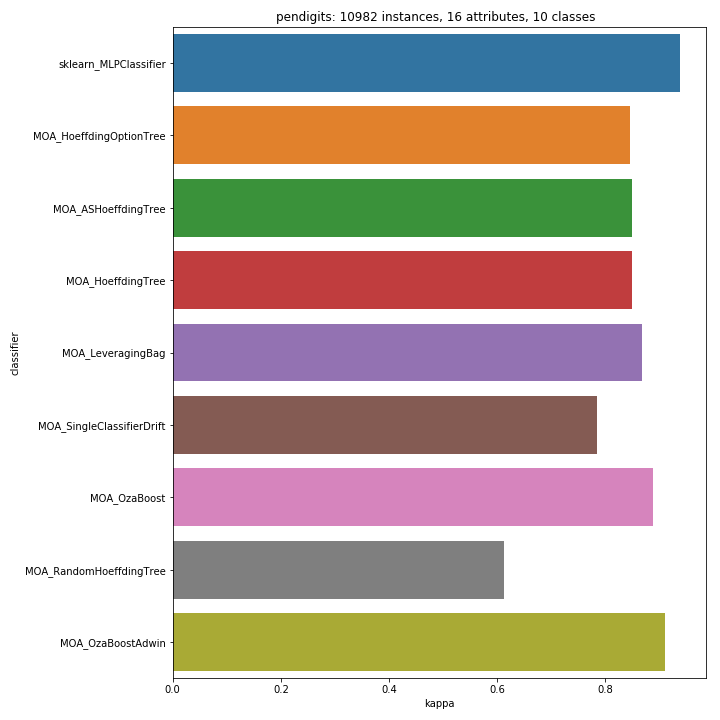 pendigits: 10982 instances, 16 attributes, 10 classes
classifier
sklearn_MLPClassifier
MOA_HoeffdingOptionTree
MOA_ASHoeffdingTree
MOA_HoeffdingTree
MOA_LeveragingBag
MOA_SingleClassifierDrift
MOA_OzaBoost
MOA_RandomHoeffdingTree
MOA_OzaBoostAdwin
0.0 0.2 0.4 0.6 0.8
kappa